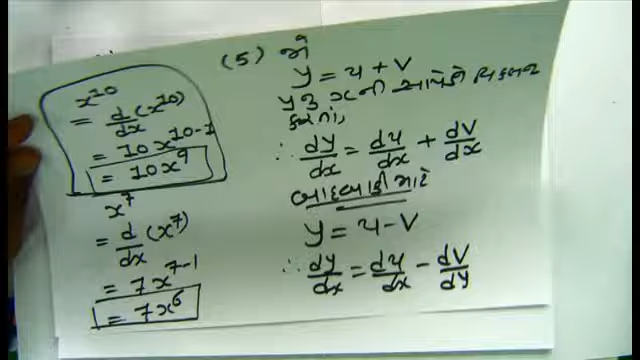 x^10
= d/dx (x^10)
= 10x^10-1
= 10x^9
x^7
= d/dx (x^7)
= 7x^7-1
= 7x^6
(5) જો
y = u + v
y નું x ની સાપેક્ષે વિકલન
કરતાં,
∴ dy/dx = du/dx + dv/dx
બાદબાકી માટે
y = u - v
∴ dy/dx = du/dx - dv/dy